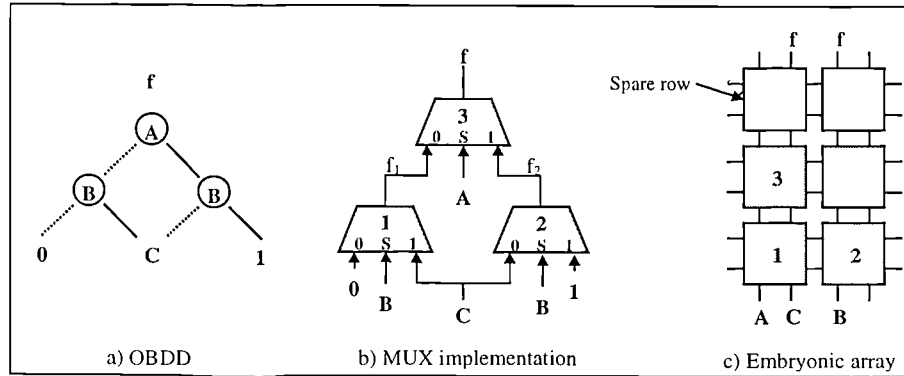 f
A
B B
0 C 1
a) OBDD
f
3
0 S 1
f₁ f₂
A
1 2
0 S 1 0 S 1
0 B C B 1
b) MUX implementation
f f
Spare row
3
1 2
A C B
c) Embryonic array